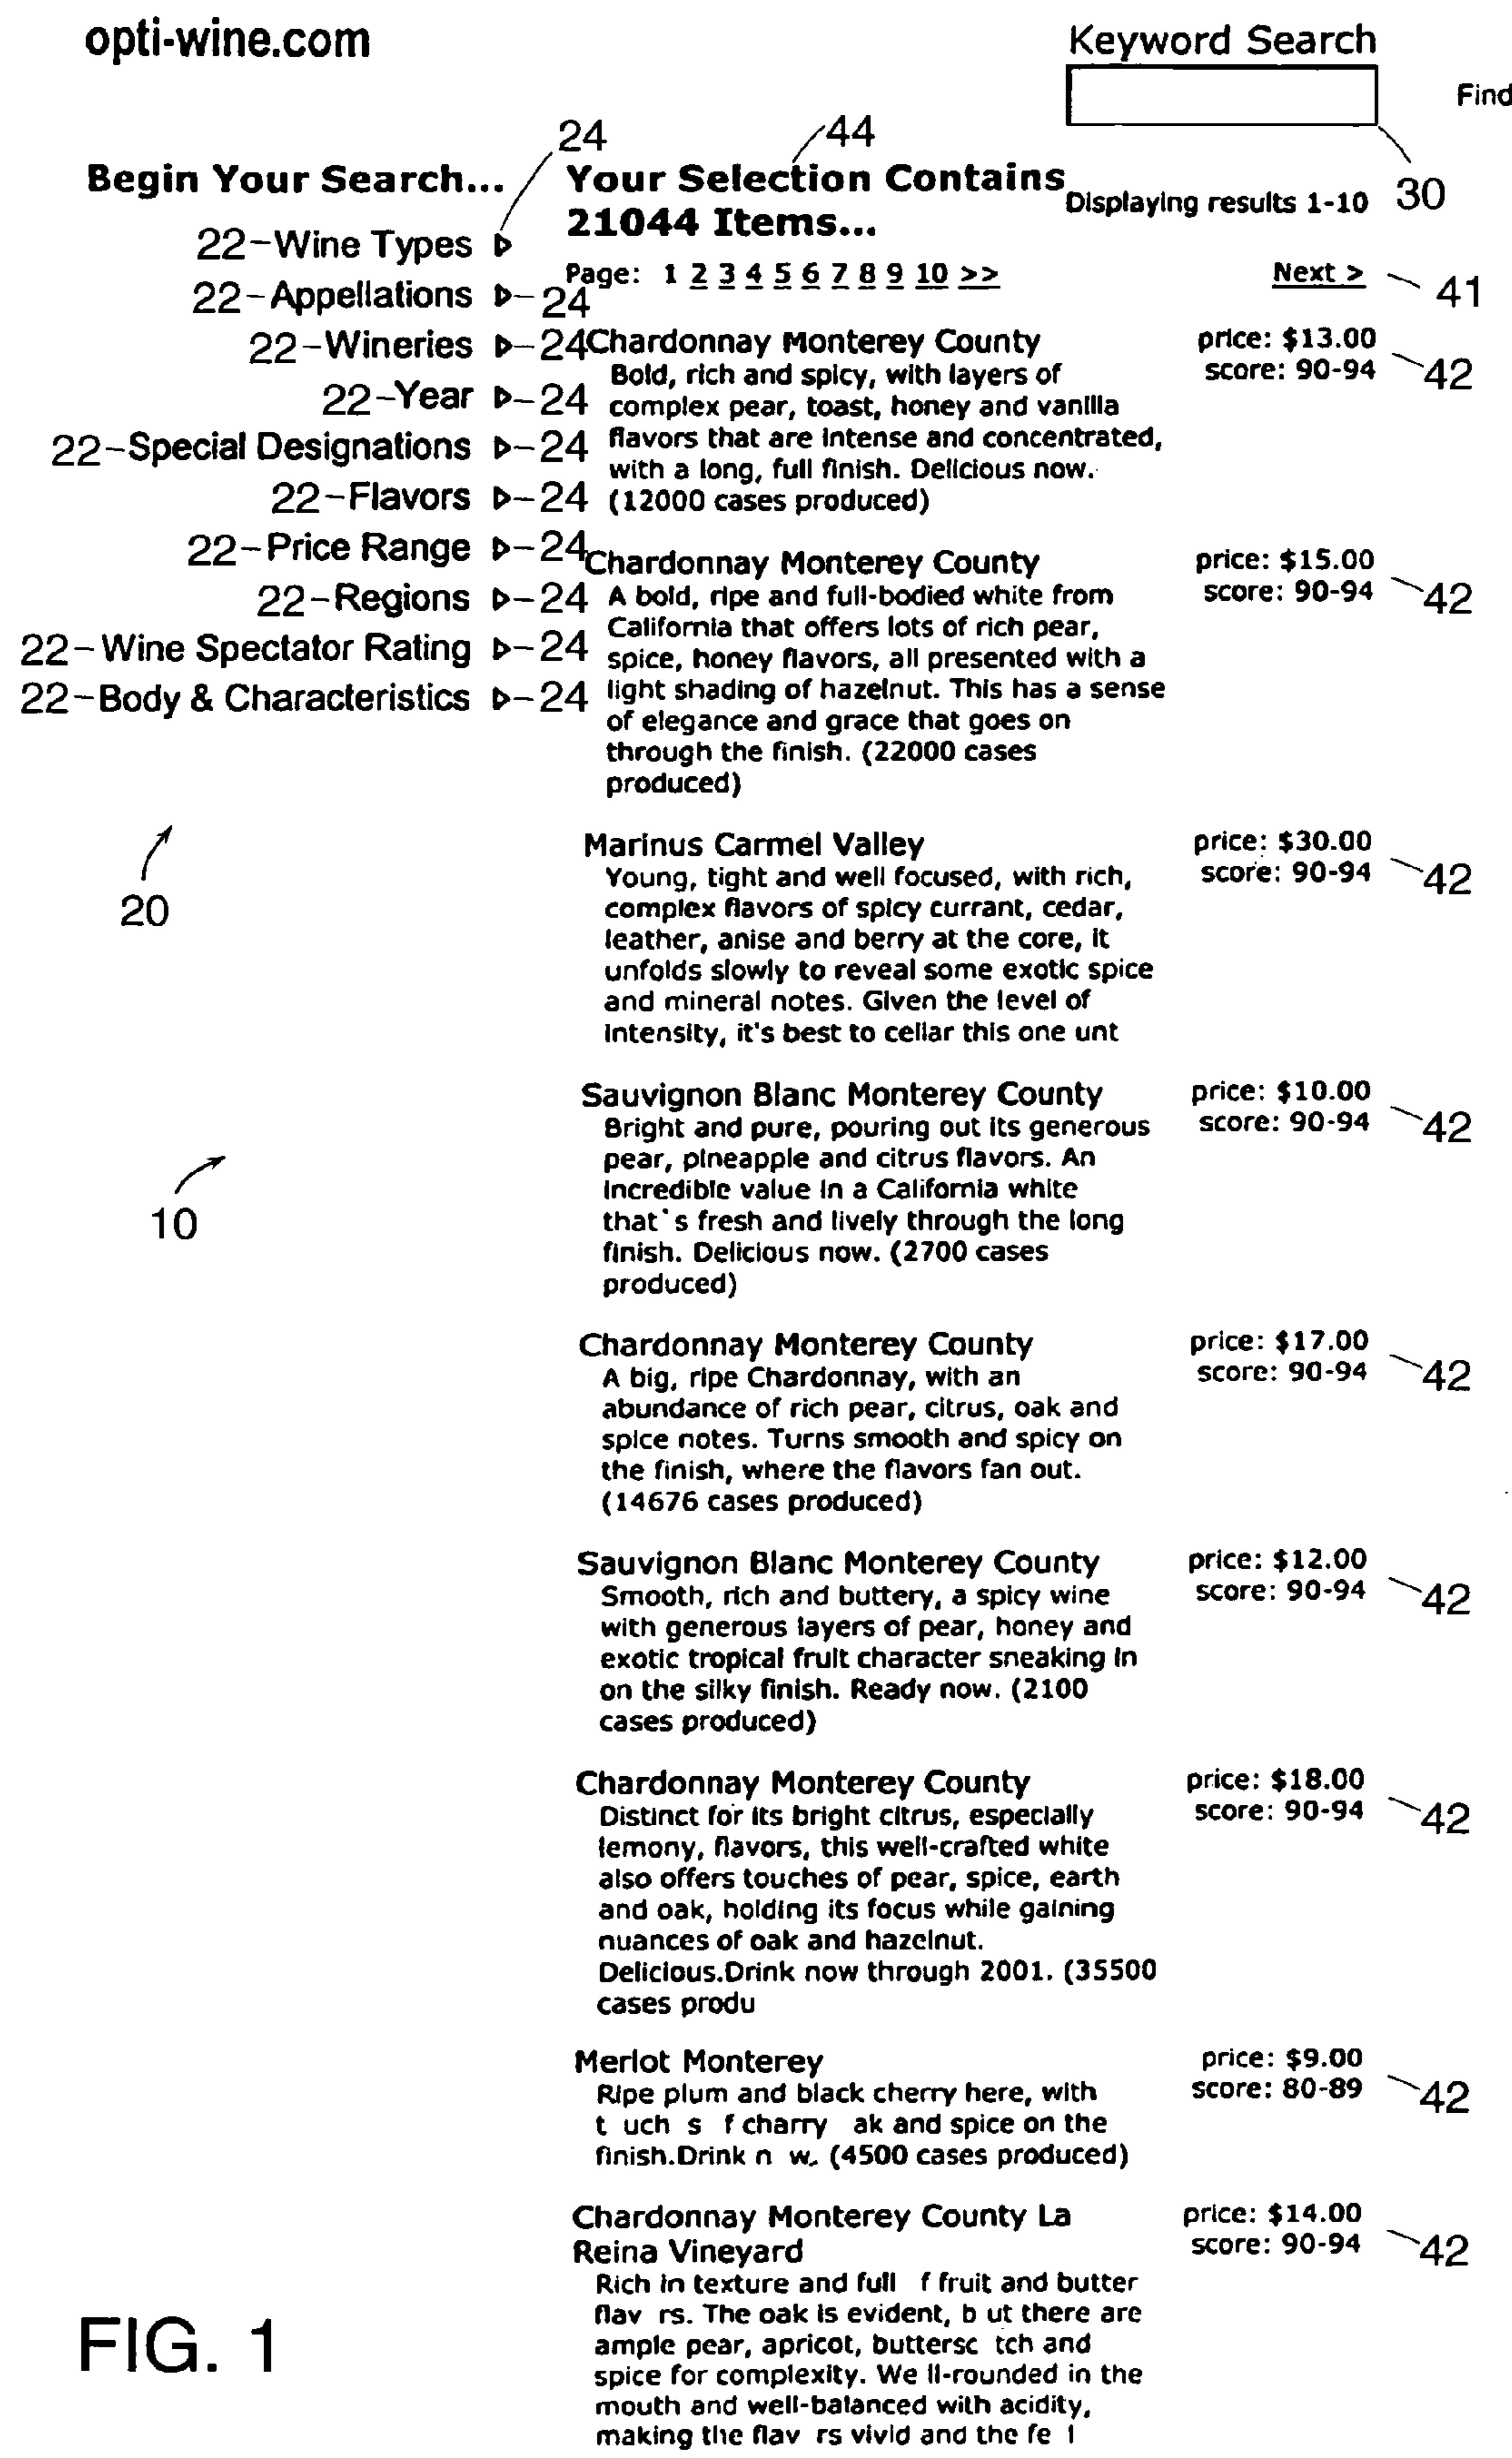 opti-wine.com
Keyword Search
Find
30
24
44
Begin Your Search...
22-Wine Types
22-Appellations 24
22-Wineries 24
22-Year 24
22-Special Designations 24
22-Flavors 24
22-Price Range 24
22-Regions 24
22-Wine Spectator Rating 24
22-Body & Characteristics 24
20
10
Your Selection Contains
21044 Items...
Displaying results 1-10
Page: 1 2 3 4 5 6 7 8 9 10 >>
Next > 41
Chardonnay Monterey County
price: $13.00
score: 90-94 42
Bold, rich and spicy, with layers of
complex pear, toast, honey and vanilla
flavors that are intense and concentrated,
with a long, full finish. Delicious now.
(12000 cases produced)
Chardonnay Monterey County
price: $15.00
score: 90-94 42
A bold, ripe and full-bodied white from
California that offers lots of rich pear,
spice, honey flavors, all presented with a
light shading of hazelnut. This has a sense
of elegance and grace that goes on
through the finish. (22000 cases
produced)
Marinus Carmel Valley
price: $30.00
score: 90-94 42
Young, tight and well focused, with rich,
complex flavors of spicy currant, cedar,
leather, anise and berry at the core, it
unfolds slowly to reveal some exotic spice
and mineral notes. Given the level of
intensity, it's best to cellar this one unt
Sauvignon Blanc Monterey County
price: $10.00
score: 90-94 42
Bright and pure, pouring out its generous
pear, pineapple and citrus flavors. An
incredible value in a California white
that's fresh and lively through the long
finish. Delicious now. (2700 cases
produced)
Chardonnay Monterey County
price: $17.00
score: 90-94 42
A big, ripe Chardonnay, with an
abundance of rich pear, citrus, oak and
spice notes. Turns smooth and spicy on
the finish, where the flavors fan out.
(14676 cases produced)
Sauvignon Blanc Monterey County
price: $12.00
score: 90-94 42
Smooth, rich and buttery, a spicy wine
with generous layers of pear, honey and
exotic tropical fruit character sneaking in
on the silky finish. Ready now. (2100
cases produced)
Chardonnay Monterey County
price: $18.00
score: 90-94 42
Distinct for its bright citrus, especially
lemony, flavors, this well-crafted white
also offers touches of pear, spice, earth
and oak, holding its focus while gaining
nuances of oak and hazelnut.
Delicious.Drink now through 2001. (35500
cases produ
Merlot Monterey
price: $9.00
score: 80-89 42
Ripe plum and black cherry here, with
t uch s f charry ak and spice on the
finish.Drink n w. (4500 cases produced)
Chardonnay Monterey County La
Reina Vineyard
price: $14.00
score: 90-94 42
Rich in texture and full f fruit and butter
flav rs. The oak is evident, b ut there are
ample pear, apricot, buttersc tch and
spice for complexity. We ll-rounded in the
mouth and well-balanced with acidity,
making the flav rs vivid and the fe l
FIG. 1